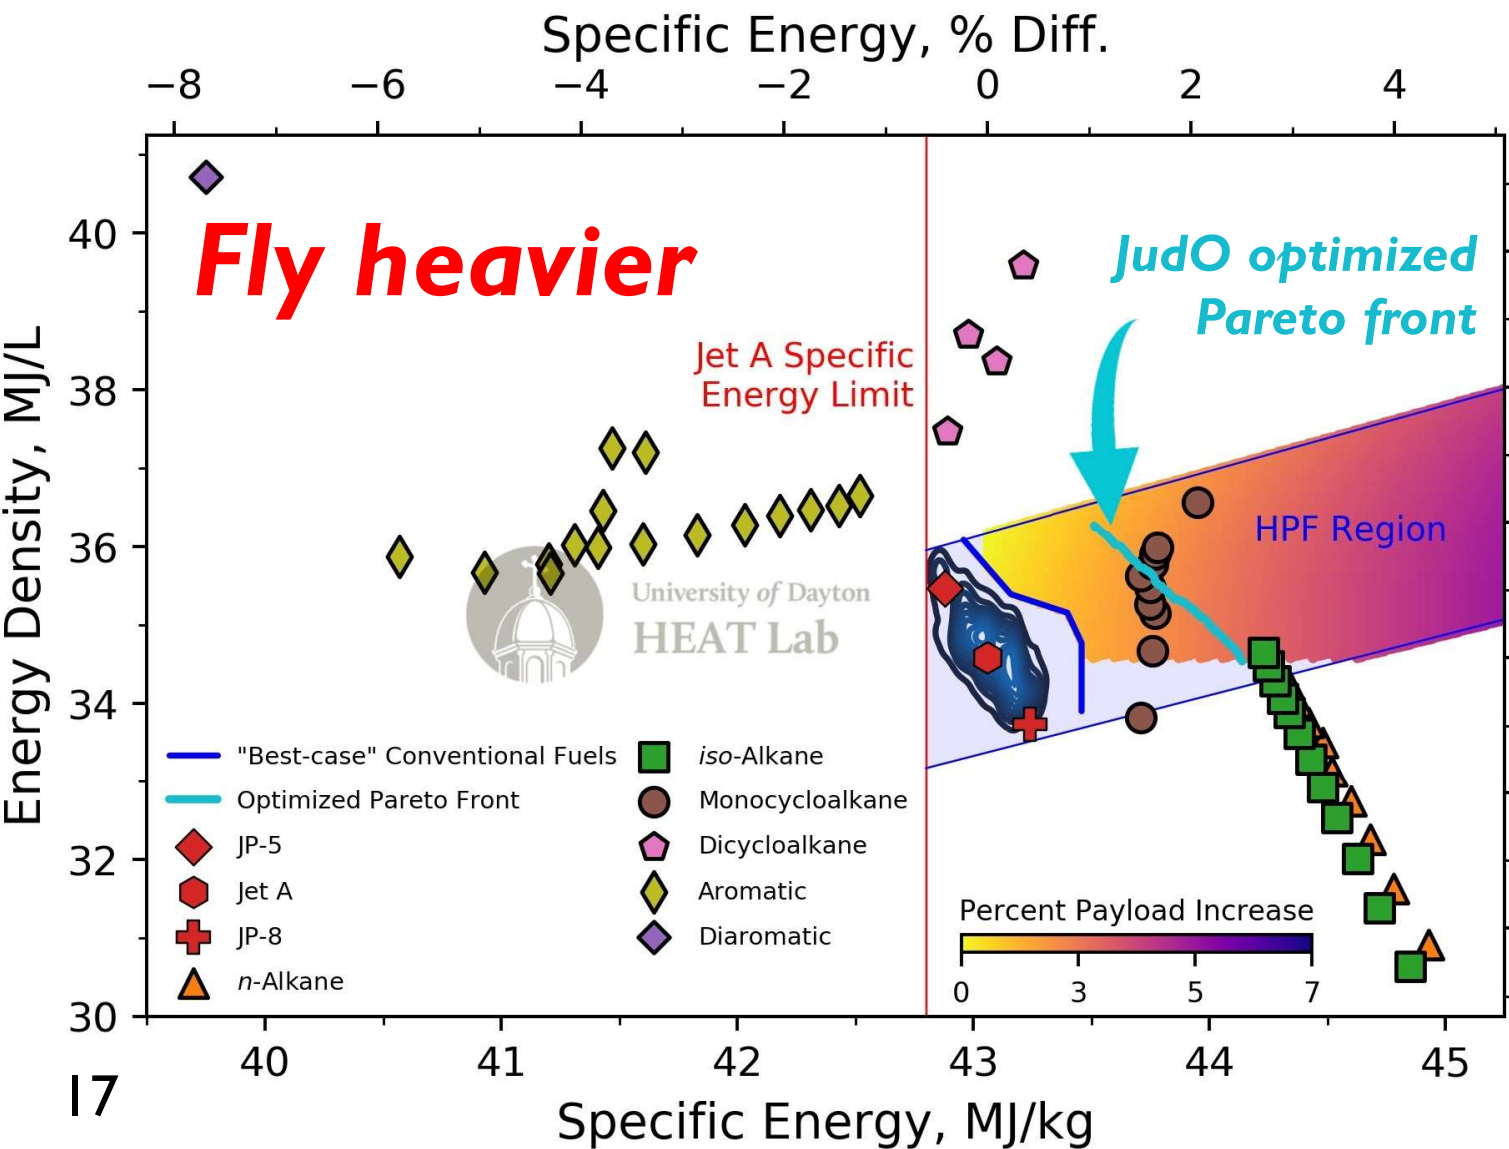 Specific Energy, % Diff.
−8 −6 −4 −2 0 2 4
Fly heavier
JudO optimized
Pareto front
Jet A Specific
Energy Limit
HPF Region
University of Dayton
HEAT Lab
Energy Density, MJ/L
40
38
36
34
32
30
"Best-case" Conventional Fuels
Optimized Pareto Front
JP-5
Jet A
JP-8
n-Alkane
iso-Alkane
Monocycloalkane
Dicycloalkane
Aromatic
Diaromatic
Percent Payload Increase
0 3 5 7
40 41 42 43 44 45
Specific Energy, MJ/kg
17